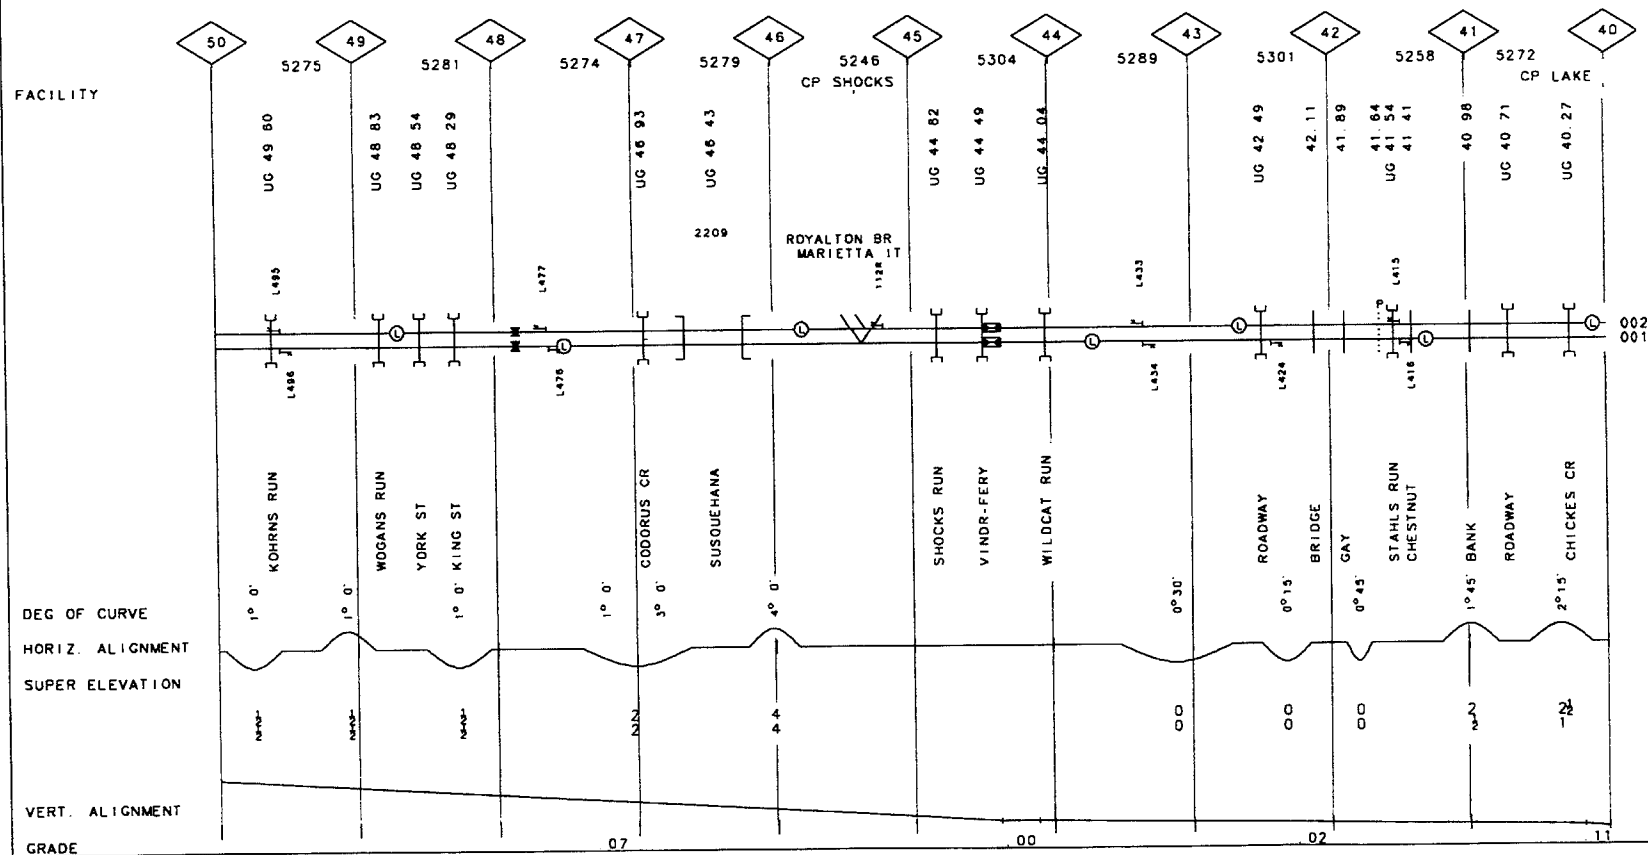 50 49 48 47 46 45 44 43 42 41 40
5275 5281 5274 5279 5246 5304 5289 5301 5258 5272
CP SHOCKS
CP LAKE
FACILITY
UG 49 60
UG 48 83
UG 48 54
UG 48 29
UG 46 93
UG 46 43
UG 44 82
UG 44 49
UG 44 04
UG 42 49
42.11
41.89
41.64
UG 41 54
41 41
40 98
UG 40 71
UG 40.27
2209
ROYALTON BR
MARIETTA IT
L495
L477
112R
L433
L415
L L L L
002
001
L L L
L496
L476
L434
L424
L416
KOHRNS RUN
WOGANS RUN
YORK ST
KING ST
CODORUS CR
SUSQUEHANA
SHOCKS RUN
VINDR-FERY
WILDCAT RUN
ROADWAY
BRIDGE
GAY
STAHLS RUN
CHESTNUT
BANK
ROADWAY
CHICKES CR
DEG OF CURVE
1° 0' 1° 0' 1° 0' 1° 0' 3° 0' 4° 0' 0°30' 0°15' 0°45' 1°45' 2°15'
HORIZ. ALIGNMENT
SUPER ELEVATION
2 4 0 0 0 2 2½
2 4 0 0 0 1
VERT. ALIGNMENT
GRADE
07 .00 .02 .11